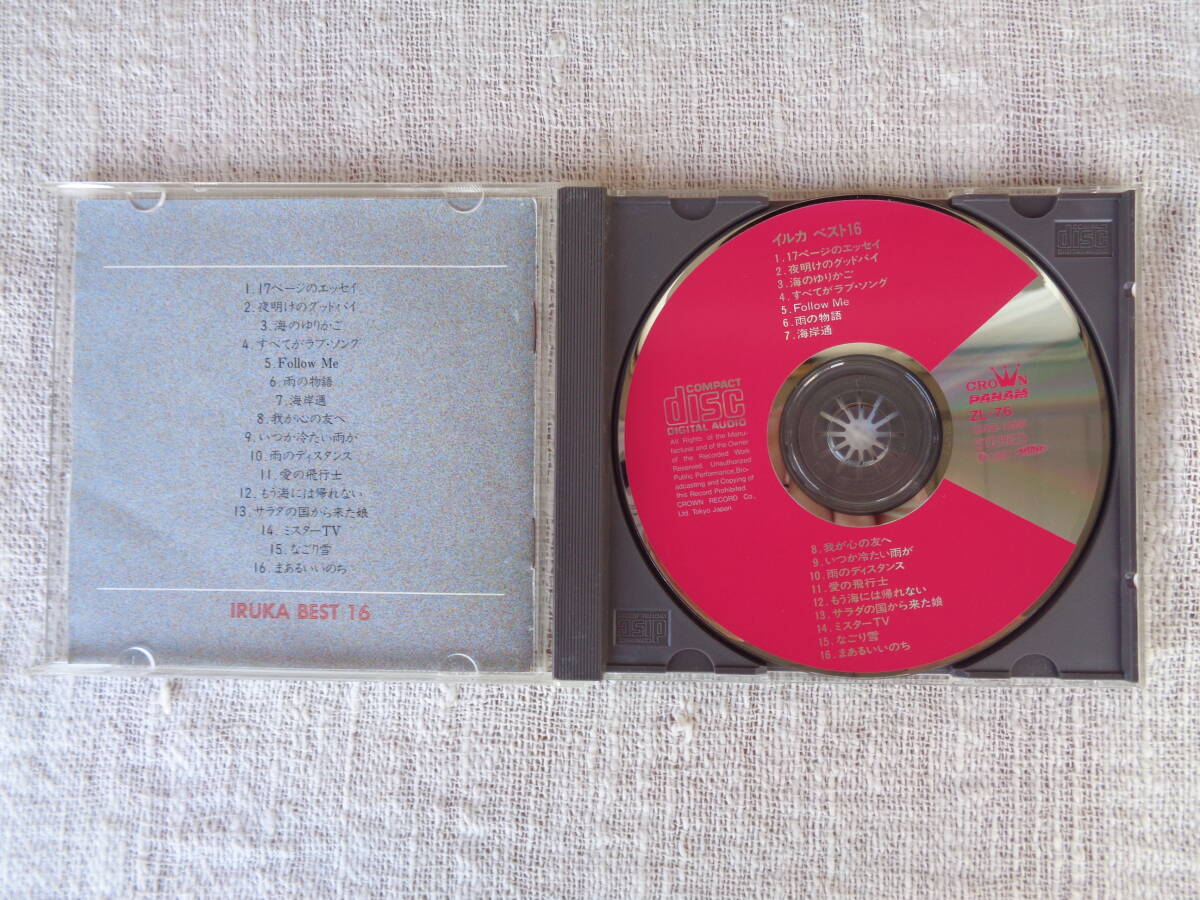 1. 17ページのエッセイ
2. 夜明けのグッドバイ
3. 海のゆりかご
4. すべてがラブ・ソング
5. Follow Me
6. 雨の物語
7. 海岸通
8. 我が心の友へ
9. いつか冷たい雨が
10. 雨のディスタンス
11. 愛の飛行士
12. もう海には帰れない
13. サラダの国から来た娘
14. ミスターTV
15. なごり雪
16. まあるいいのち
IRUKA BEST 16
イルカ ベスト16
1. 17ページのエッセイ
2. 夜明けのグッドバイ
3. 海のゆりかご
4. すべてがラブ・ソング
5. Follow Me
6. 雨の物語
7. 海岸通
COMPACT
disc
DIGITAL AUDIO
All Rights of the Manu-
facturer and of the Owner
of the Recorded Work
Reserved. Unauthorized
Public Performance, Bro-
adcasting and Copying of
this Record Prohibited.
CROWN RECORD Co.,
Ltd. Tokyo Japan
CROWN
PANAM
ZL-76
STEREO
8. 我が心の友へ
9. いつか冷たい雨が
10. 雨のディスタンス
11. 愛の飛行士
12. もう海には帰れない
13. サラダの国から来た娘
14. ミスターTV
15. なごり雪
16. まあるいいのち
disc
disc